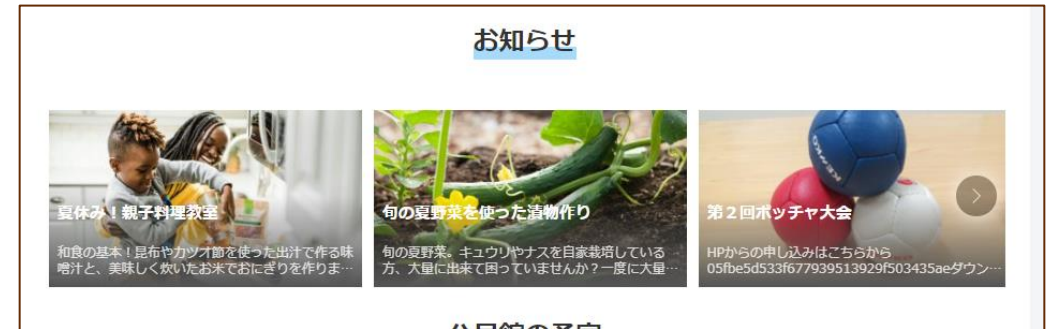 お知らせ
夏休み！親子料理教室
和食の基本！昆布やカツオ節を使った出汁で作る味
噌汁と、美味しく炊いたお米でおにぎりを作りま…
旬の夏野菜を使った漬物作り
旬の夏野菜。キュウリやナスを自家栽培している
方、大量に出来て困っていませんか？一度に大量…
第２回ボッチャ大会
HPからの申し込みはこちらから
05fbe5d533f677939513929f503435aeダウン…
KENKO
公民館の予定